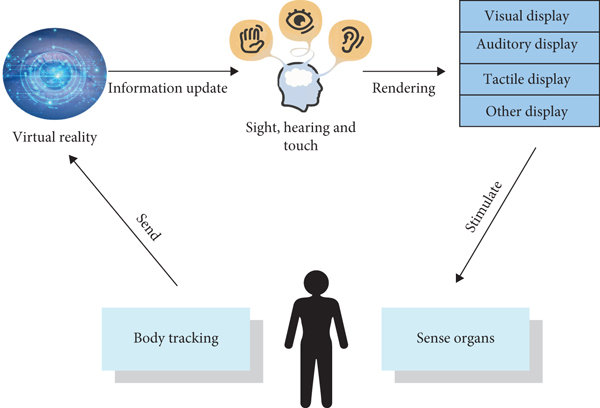 Virtual reality
Information update
Sight, hearing and
touch
Rendering
Visual display
Auditory display
Tactile display
Other display
Send
Stimulate
Body tracking
Sense organs